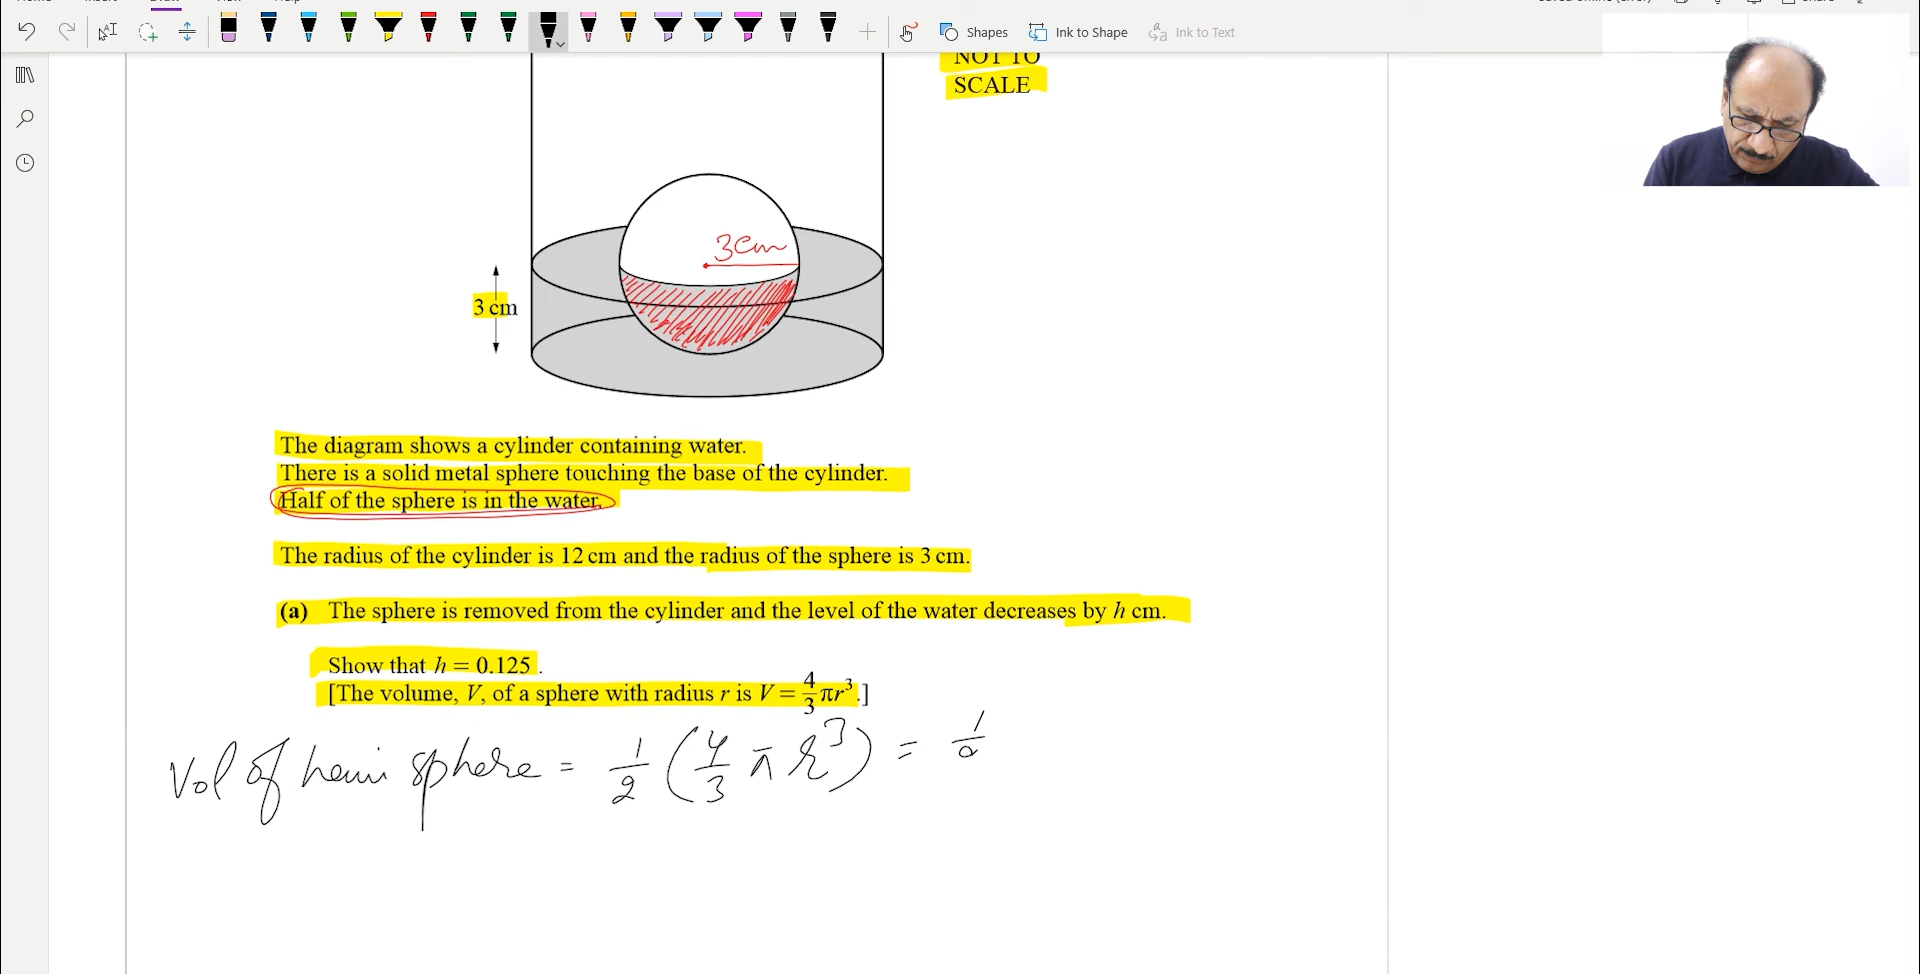 Shapes
Ink to Shape
Ink to Text
NOT TO
SCALE
3 cm
3 cm
The diagram shows a cylinder containing water.
There is a solid metal sphere touching the base of the cylinder.
Half of the sphere is in the water.
The radius of the cylinder is 12 cm and the radius of the sphere is 3 cm.
(a) The sphere is removed from the cylinder and the level of the water decreases by h cm.
Show that h = 0.125 .
[The volume, V, of a sphere with radius r is V = 4/3 πr³.]
Vol of hemi sphere = 1/2 (4/3 π r³) = 1/2